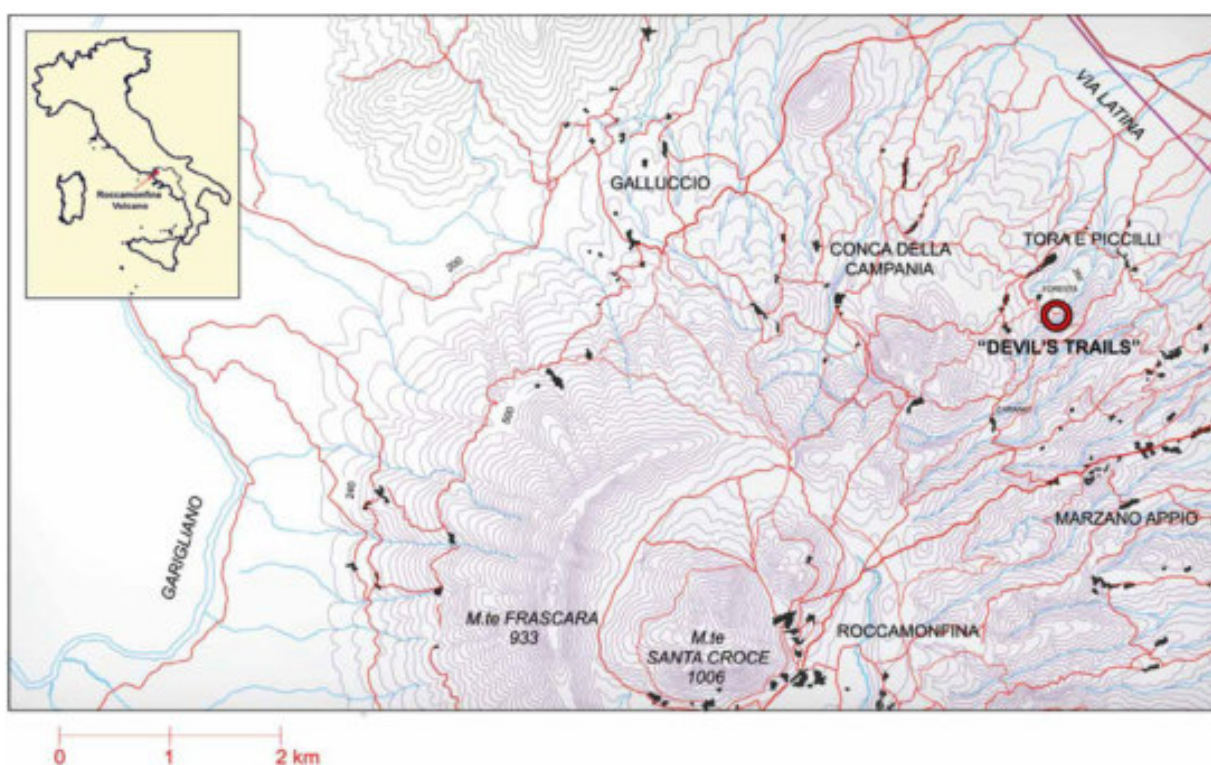 Roccamonfina
Volcano
VIA LATINA
GALLUCCIO
CONCA DELLA
CAMPANIA
TORA E PICCILLI
FORESTA
"DEVIL'S TRAILS"
200
500
240
GARIGLIANO
MARZANO APPIO
M.te FRASCARA
933
M.te
SANTA CROCE
1006
ROCCAMONFINA
0 1 2 km